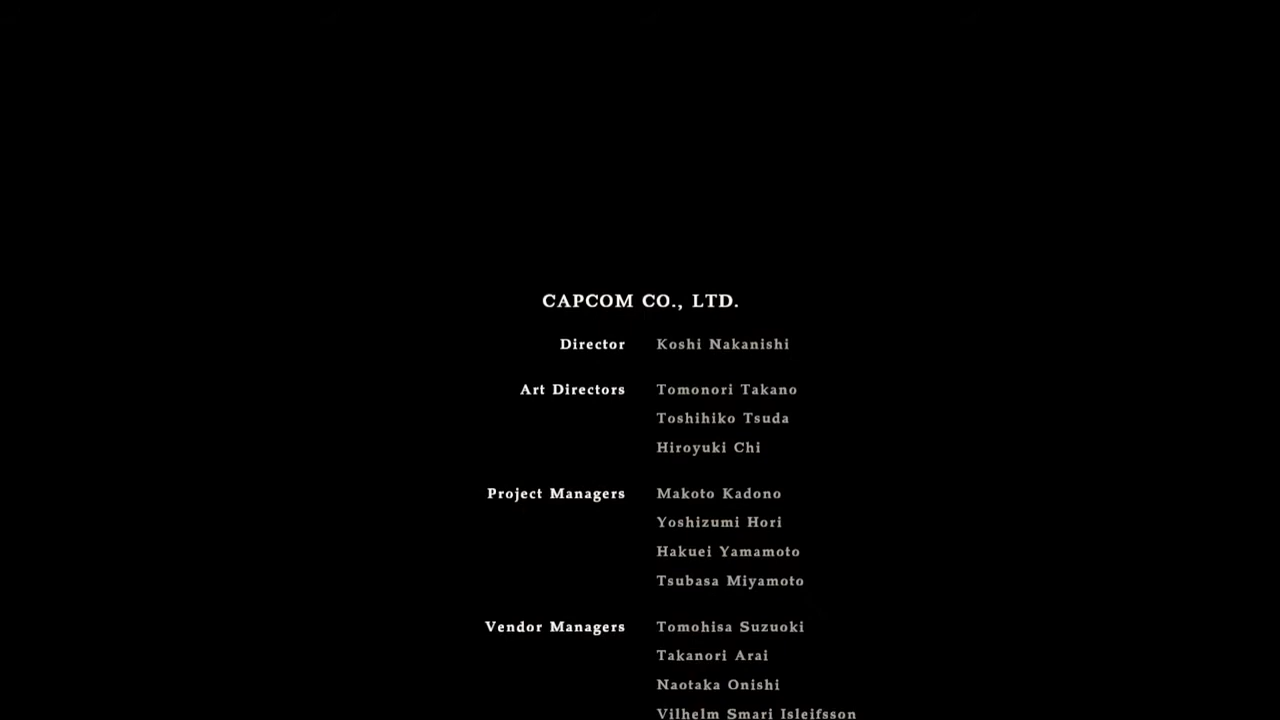 CAPCOM CO., LTD.
Director Koshi Nakanishi
Art Directors Tomonori Takano
Toshihiko Tsuda
Hiroyuki Chi
Project Managers Makoto Kadono
Yoshizumi Hori
Hakuei Yamamoto
Tsubasa Miyamoto
Vendor Managers Tomohisa Suzuoki
Takanori Arai
Naotaka Onishi
Vilhelm Smari Isleifsson